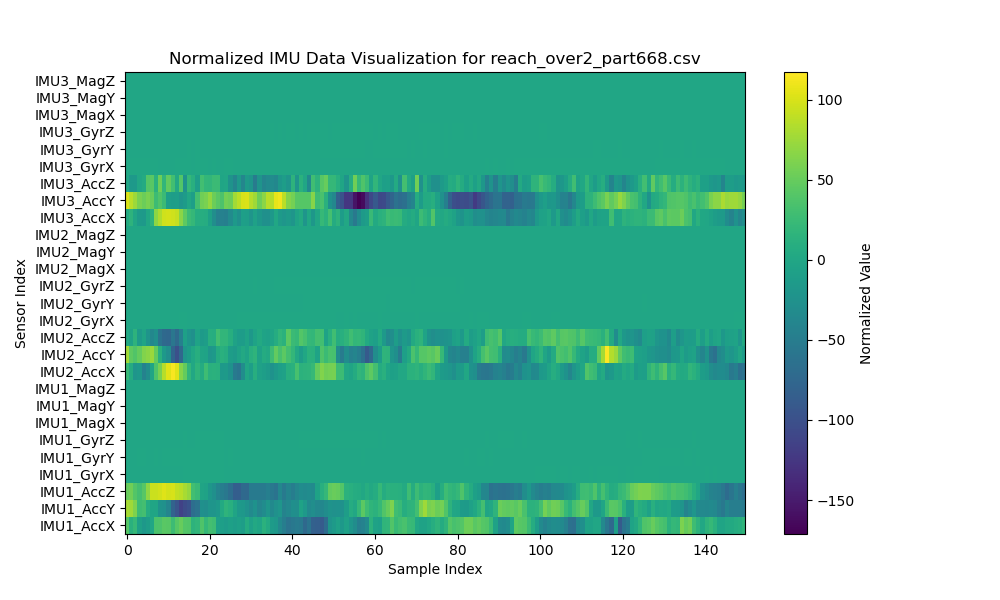 Normalized IMU Data Visualization for reach_over2_part668.csv
IMU3_MagZ
IMU3_MagY
IMU3_MagX
IMU3_GyrZ
IMU3_GyrY
IMU3_GyrX
IMU3_AccZ
IMU3_AccY
IMU3_AccX
IMU2_MagZ
IMU2_MagY
IMU2_MagX
IMU2_GyrZ
IMU2_GyrY
IMU2_GyrX
IMU2_AccZ
IMU2_AccY
IMU2_AccX
IMU1_MagZ
IMU1_MagY
IMU1_MagX
IMU1_GyrZ
IMU1_GyrY
IMU1_GyrX
IMU1_AccZ
IMU1_AccY
IMU1_AccX
Sensor Index
0 20 40 60 80 100 120 140
Sample Index
100
50
0
−50
−100
−150
Normalized Value